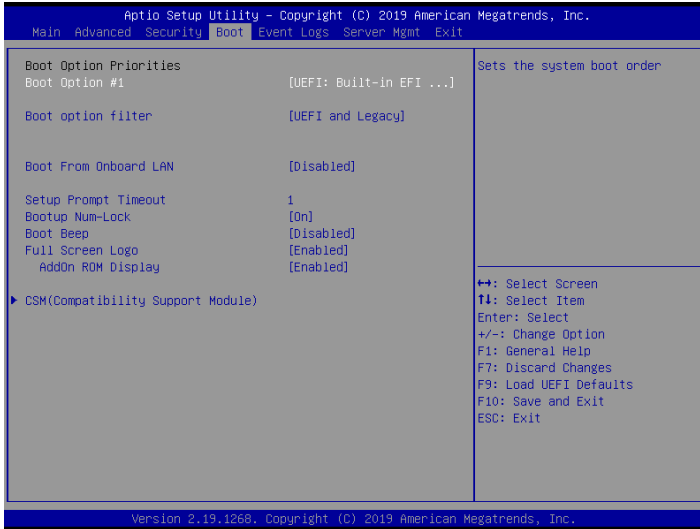 Aptio Setup Utility – Copyright (C) 2019 American Megatrends, Inc.
Main Advanced Security Boot Event Logs Server Mgmt Exit
Boot Option Priorities
Boot Option #1 [UEFI: Built-in EFI ...]
Boot option filter [UEFI and Legacy]
Boot From Onboard LAN [Disabled]
Setup Prompt Timeout 1
Bootup Num-Lock [On]
Boot Beep [Disabled]
Full Screen Logo [Enabled]
AddOn ROM Display [Enabled]
▶ CSM(Compatibility Support Module)
Sets the system boot order
↔: Select Screen
↑↓: Select Item
Enter: Select
+/-: Change Option
F1: General Help
F7: Discard Changes
F9: Load UEFI Defaults
F10: Save and Exit
ESC: Exit
Version 2.19.1268. Copyright (C) 2019 American Megatrends, Inc.